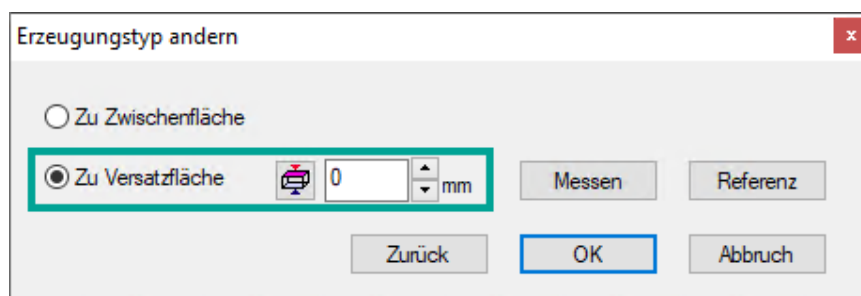 Erzeugungstyp andern
x
Zu Zwischenfläche
Zu Versatzfläche 0 mm Messen Referenz
Zurück OK Abbruch